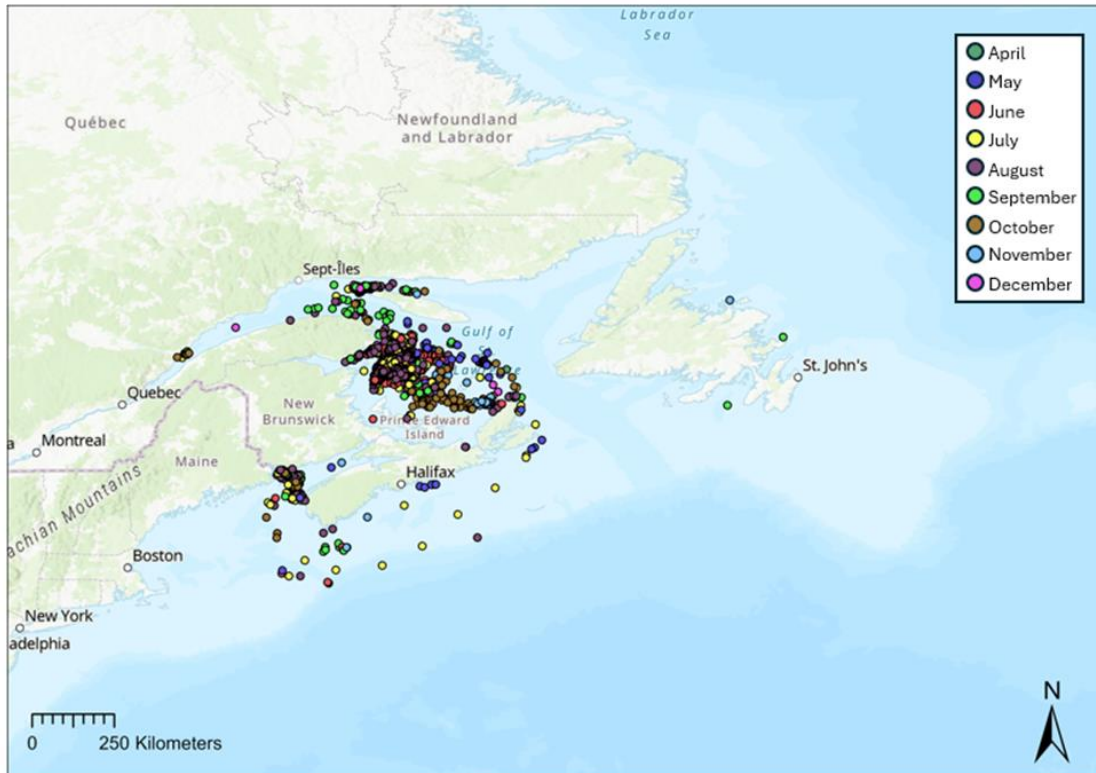 Labrador
Sea
April
May
June
July
August
September
October
November
December
Québec
Newfoundland
and Labrador
Sept-Îles
Gulf of
St. John's
Quebec
New
Brunswick
Prince Edward
Island
Montreal
Maine
Halifax
achian Mountains
Boston
New York
adelphia
0 250 Kilometers
N